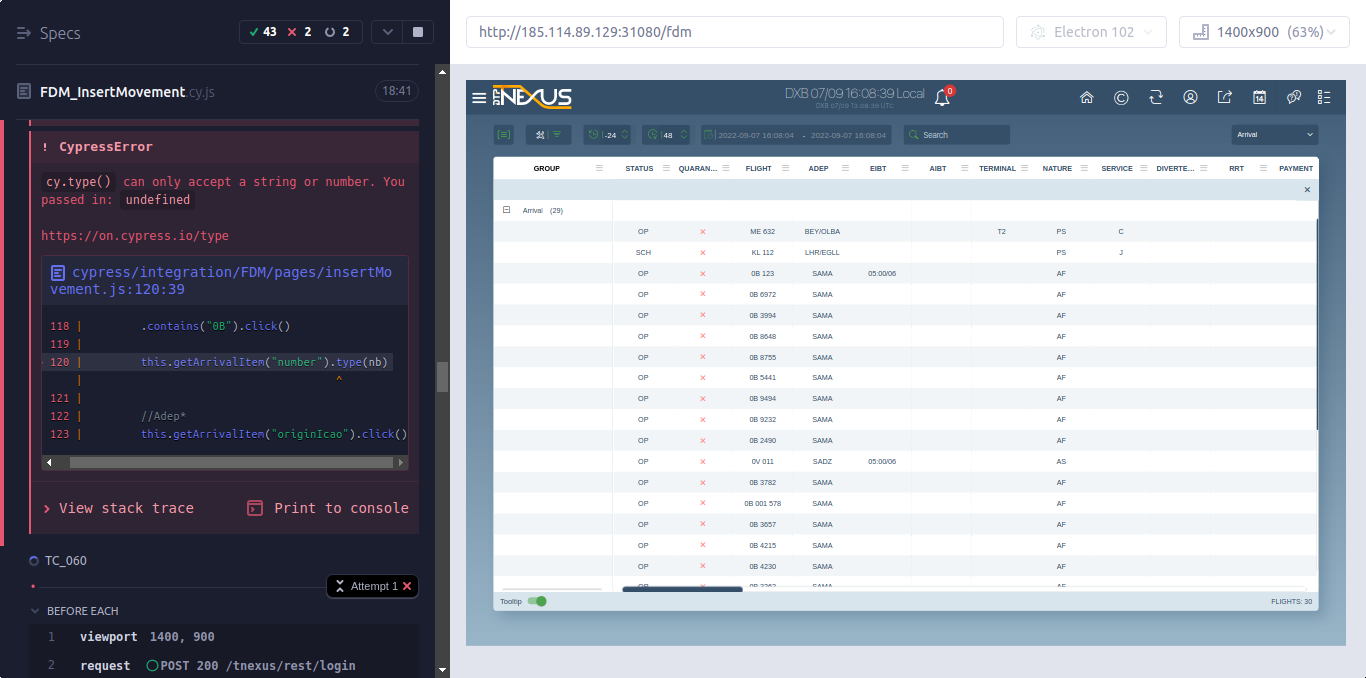 Specs
43 2 2
http://185.114.89.129:31080/fdm
Electron 102
1400x900 (63%)
FDM_InsertMovement.cy.js
18:41
! CypressError
cy.type() can only accept a string or number. You
passed in: undefined
https://on.cypress.io/type
cypress/integration/FDM/pages/insertMo
vement.js:120:39
118 | .contains("0B").click()
119 |
120 | this.getArrivalItem("number").type(nb)
| ^
121 |
122 | //Adep*
123 | this.getArrivalItem("originIcao").click()
View stack trace
Print to console
TC_060
Attempt 1
BEFORE EACH
1 viewport 1400, 900
2 request POST 200 /tnexus/rest/login
NEXUS
DXB 07/09 16:08:39 Local
DXB 07/09 13:08:39 UTC
0
14
-24
48
2022-09-07 16:08:04 - 2022-09-07 16:08:04
Search
Arrival
GROUP STATUS QUARAN... FLIGHT ADEP EIBT AIBT TERMINAL NATURE SERVICE DIVERTE... RRT PAYMENT
Arrival (29)
OP × ME 632 BEY/OLBA T2 PS C
SCH × KL 112 LHR/EGLL PS J
OP × 0B 123 SAMA 05:00/06 AF
OP × 0B 6972 SAMA AF
OP × 0B 3994 SAMA AF
OP × 0B 8648 SAMA AF
OP × 0B 8755 SAMA AF
OP × 0B 5441 SAMA AF
OP × 0B 9494 SAMA AF
OP × 0B 9232 SAMA AF
OP × 0B 2490 SAMA AF
OP × 0V 011 SADZ 05:00/06 AS
OP × 0B 3782 SAMA AF
OP × 0B 001 578 SAMA AF
OP × 0B 3657 SAMA AF
OP × 0B 4215 SAMA AF
OP × 0B 4230 SAMA AF
OP × 0B 3262 SAMA AF
Tooltip
FLIGHTS: 30